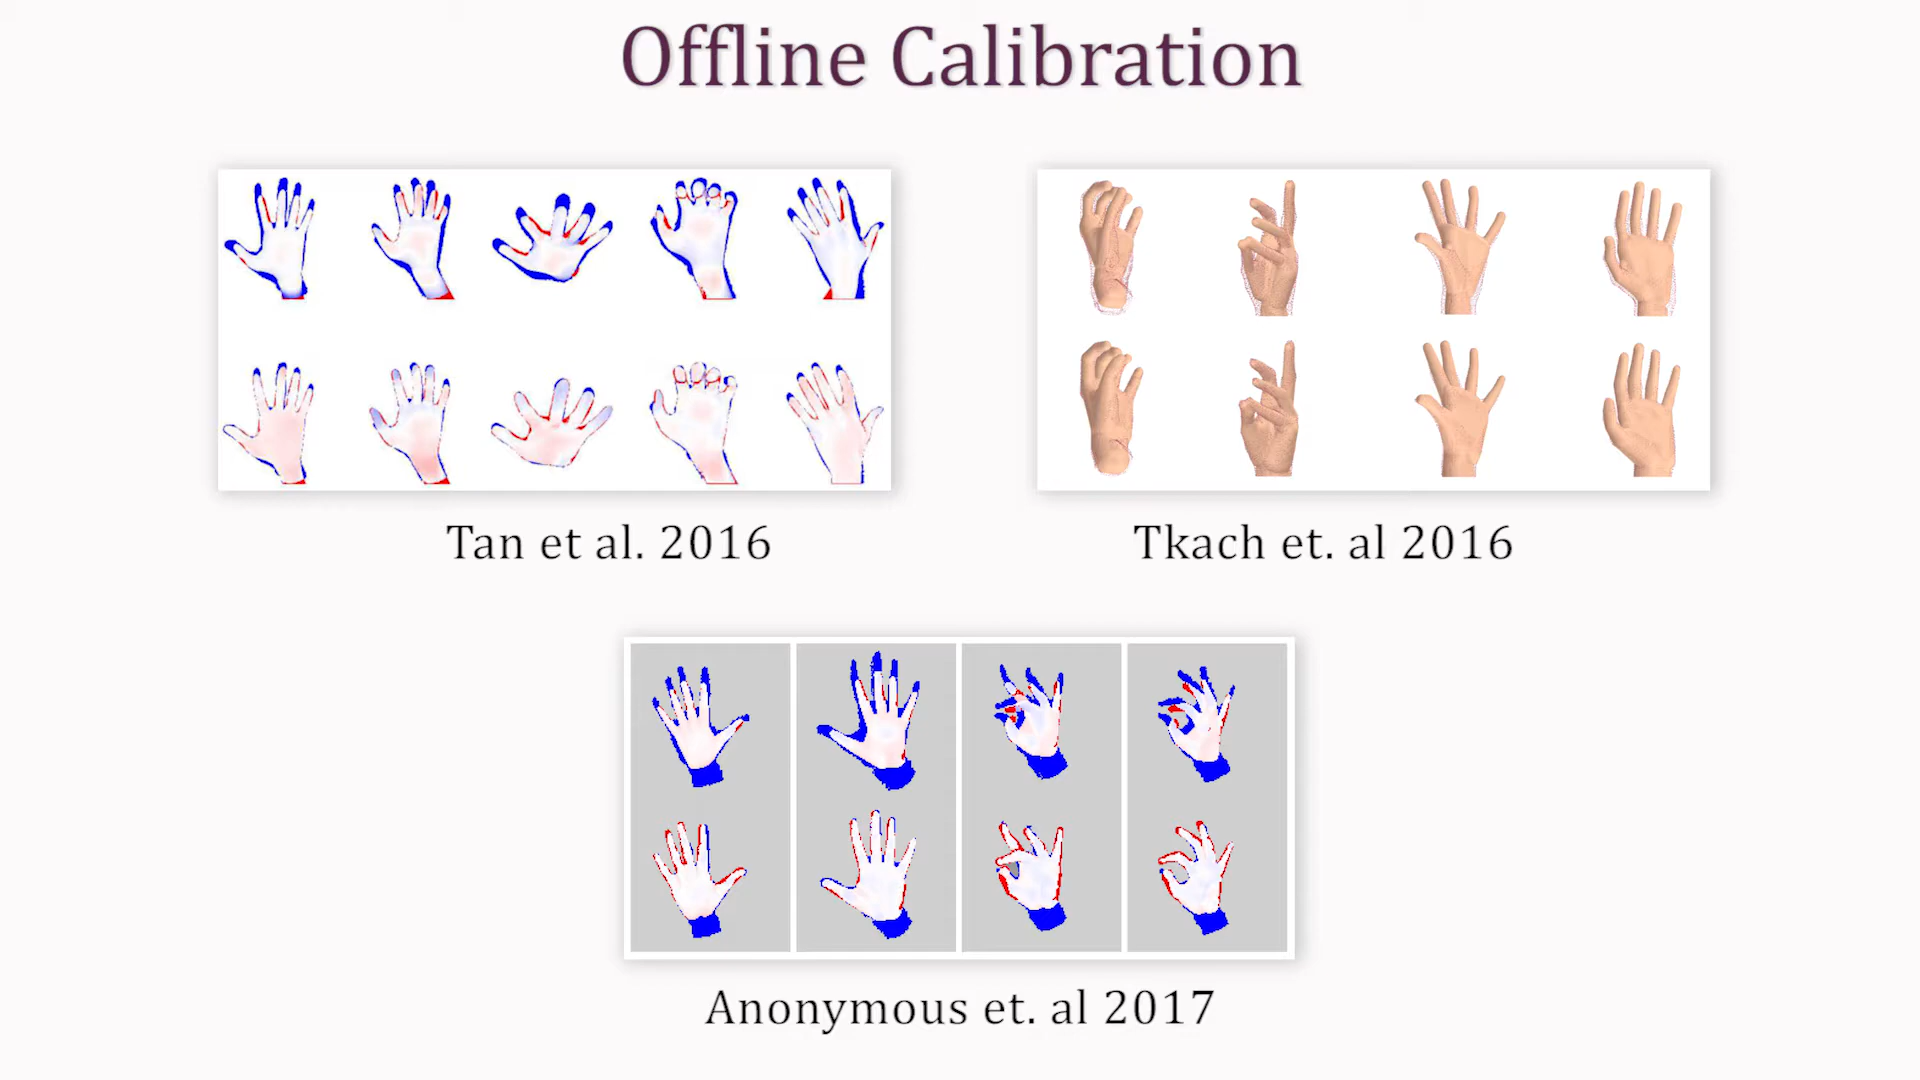 Offline Calibration
Tan et al. 2016
Tkach et. al 2016
Anonymous et. al 2017